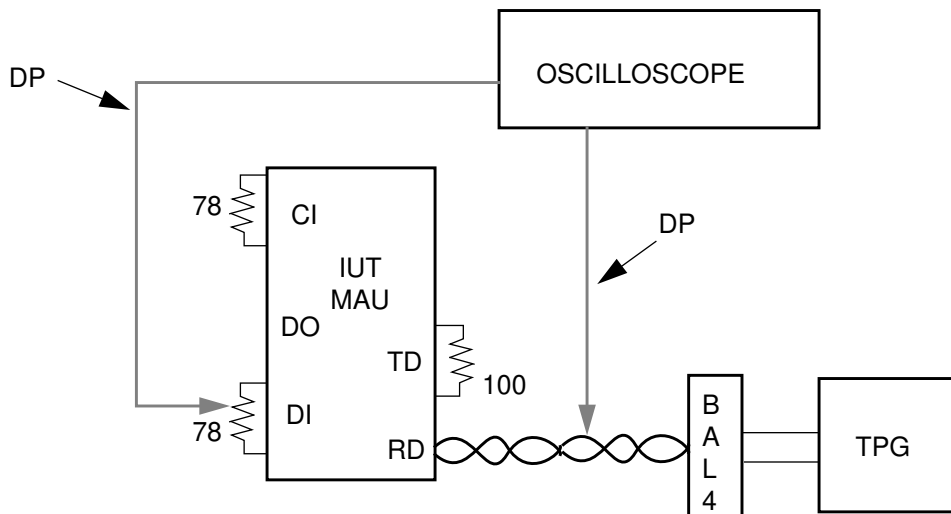 OSCILLOSCOPE
DP
78
CI
DP
IUT
MAU
DO
TD
100
78
DI
RD
B
A
L
4
TPG